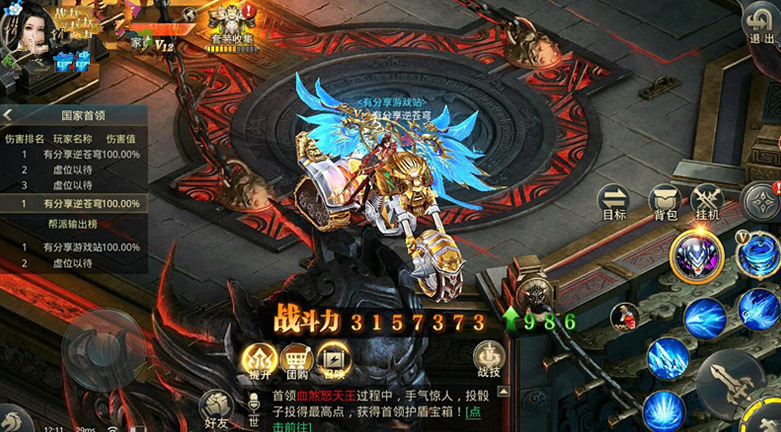 V12
套装收集
退出
<有分享游戏站>
有分享逆苍穹
国家首领
伤害排名 玩家名称 伤害值
1 有分享逆苍穹100.00%
2 虚位以待
3 虚位以待
1 有分享逆苍穹100.00%
帮派输出榜
1 有分享游戏站100.00%
2 虚位以待
目标 背包 挂机
战斗力 3157373 986
提升 团购 召唤 战技
好友
世
首领血煞怒天王过程中，手气惊人，投骰
子投得最高点，获得首领护盾宝箱！[点
击前往]
12:11 29ms